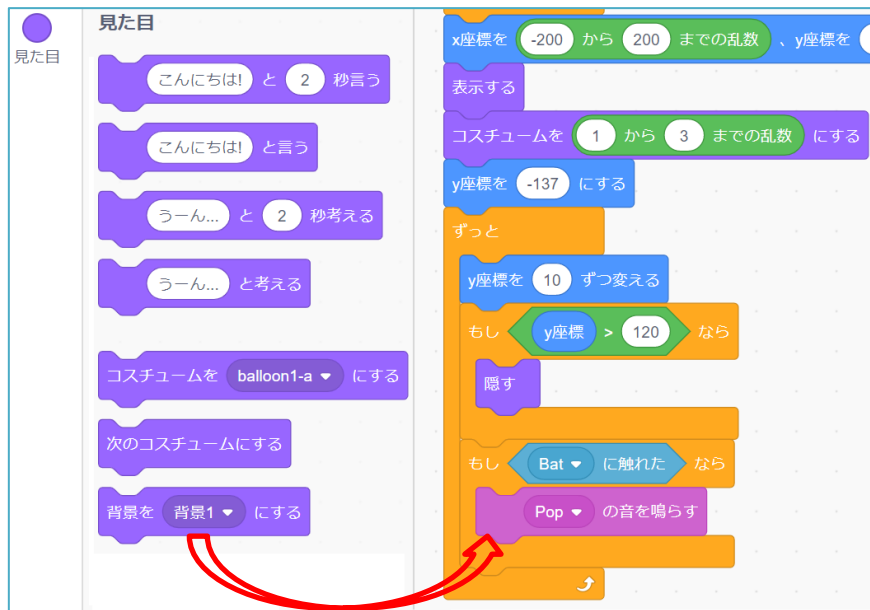 見た目
見た目
こんにちは! と 2 秒言う
こんにちは! と言う
うーん... と 2 秒考える
うーん... と考える
コスチュームを balloon1-a にする
次のコスチュームにする
背景を 背景1 にする
x座標を -200 から 200 までの乱数 、y座標を
表示する
コスチュームを 1 から 3 までの乱数 にする
y座標を -137 にする
ずっと
y座標を 10 ずつ変える
もし y座標 > 120 なら
隠す
もし Bat に触れた なら
Pop の音を鳴らす